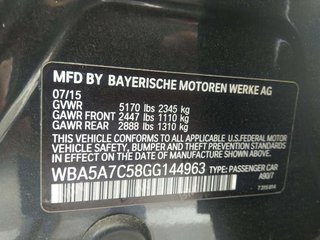 MFD BY BAYERISCHE MOTOREN WERKE AG
07/15
GVWR 5170 lbs 2345 kg
GAWR FRONT 2447 lbs 1110 kg
GAWR REAR 2888 lbs 1310 kg
THIS VEHICLE CONFORMS TO ALL APPLICABLE U.S. FEDERAL MOTOR
VEHICLE SAFETY, BUMPER, AND THEFT PREVENTION STANDARDS IN
EFFECT ON THE DATE OF MANUFACTURE SHOWN ABOVE.
WBA5A7C58GG144963 TYPE: PASSENGER CAR
A90/7